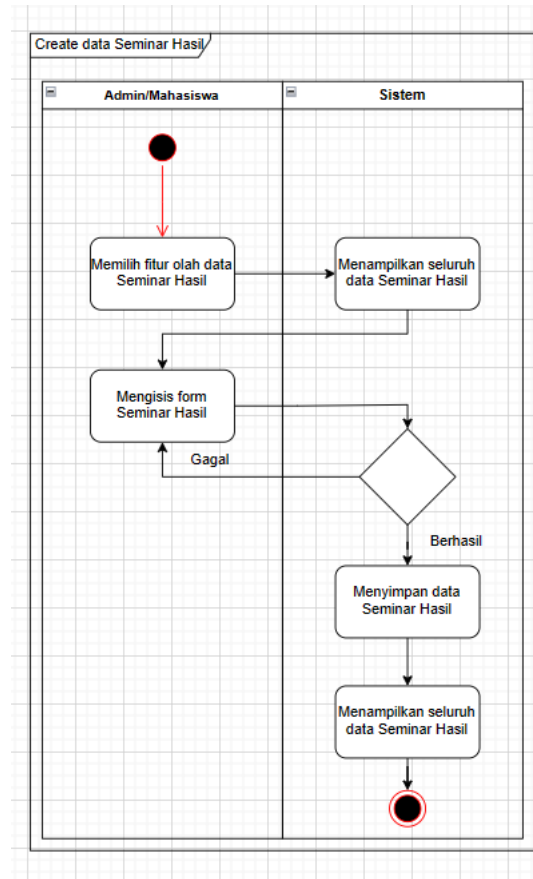 Create data Seminar Hasil
Admin/Mahasiswa
Sistem
Memilih fitur olah data
Seminar Hasil
Menampilkan seluruh
data Seminar Hasil
Mengisis form
Seminar Hasil
Gagal
Berhasil
Menyimpan data
Seminar Hasil
Menampilkan seluruh
data Seminar Hasil